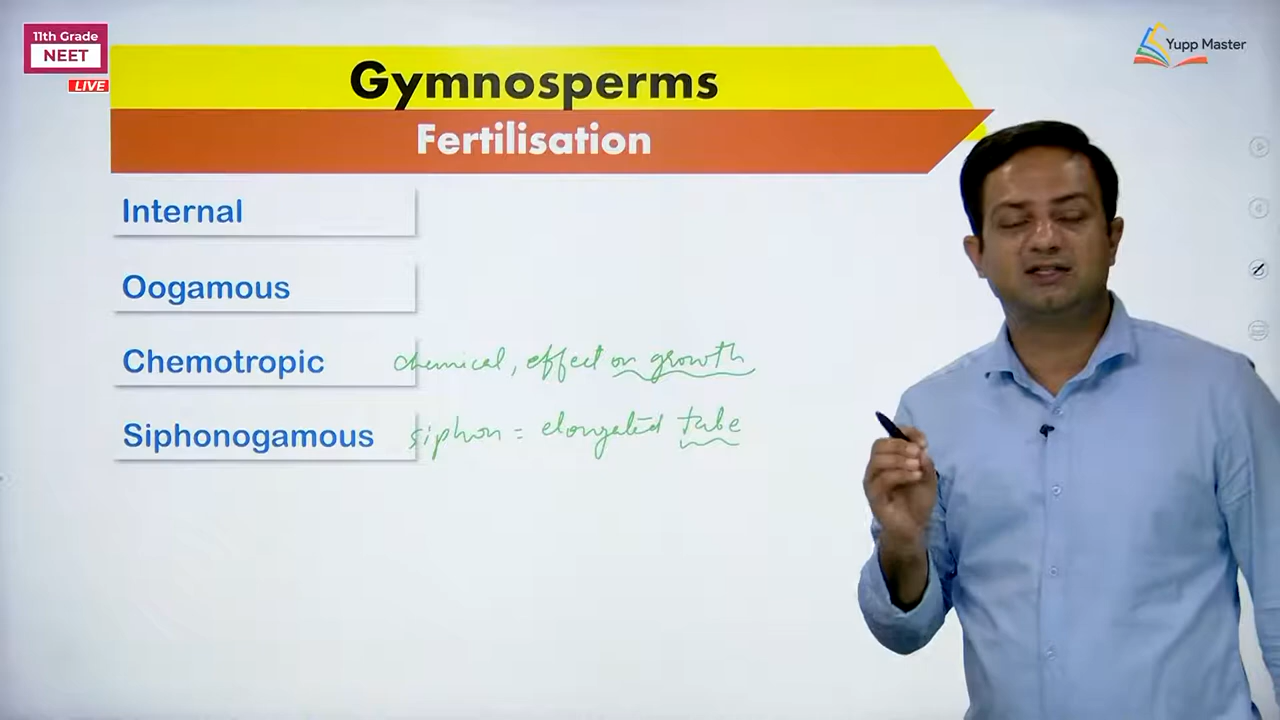 11th Grade
NEET
LIVE
Yupp Master
Gymnosperms
Fertilisation
Internal
Oogamous
Chemotropic chemical, effect on growth
Siphonogamous siphon = elongated tube